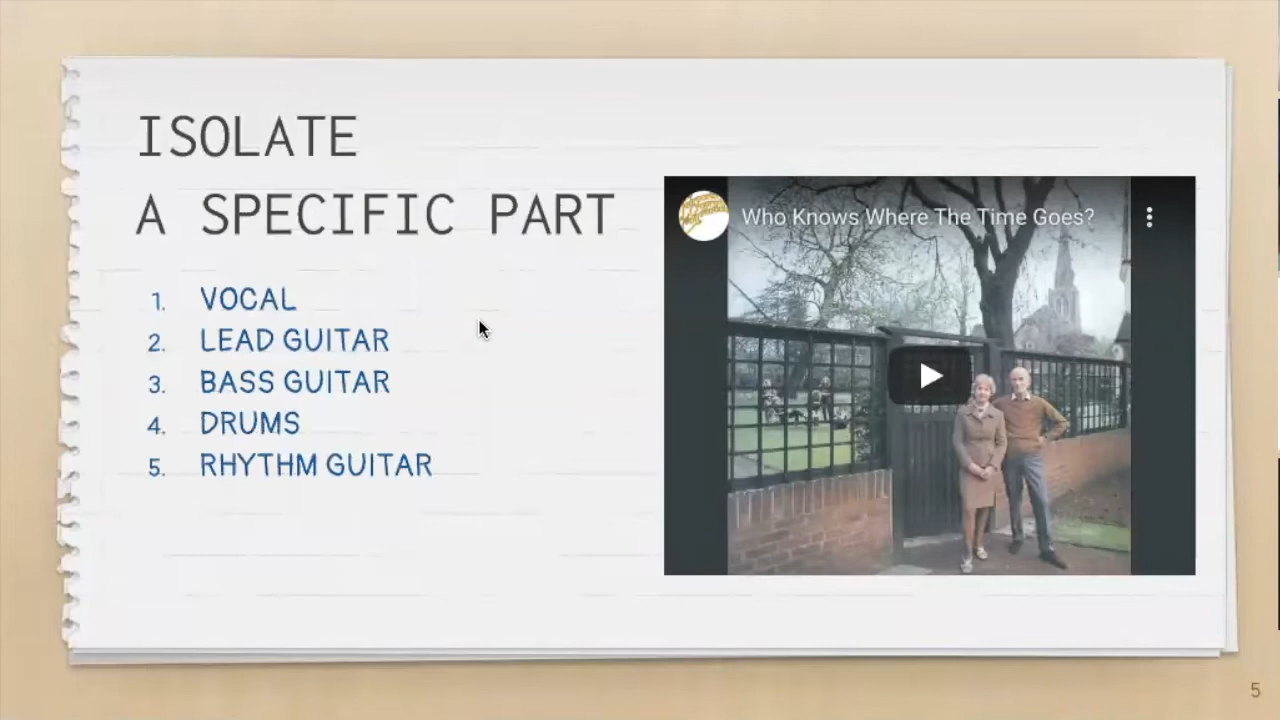 ISOLATE
A SPECIFIC PART
1. VOCAL
2. LEAD GUITAR
3. BASS GUITAR
4. DRUMS
5. RHYTHM GUITAR
Who Knows Where The Time Goes?
5